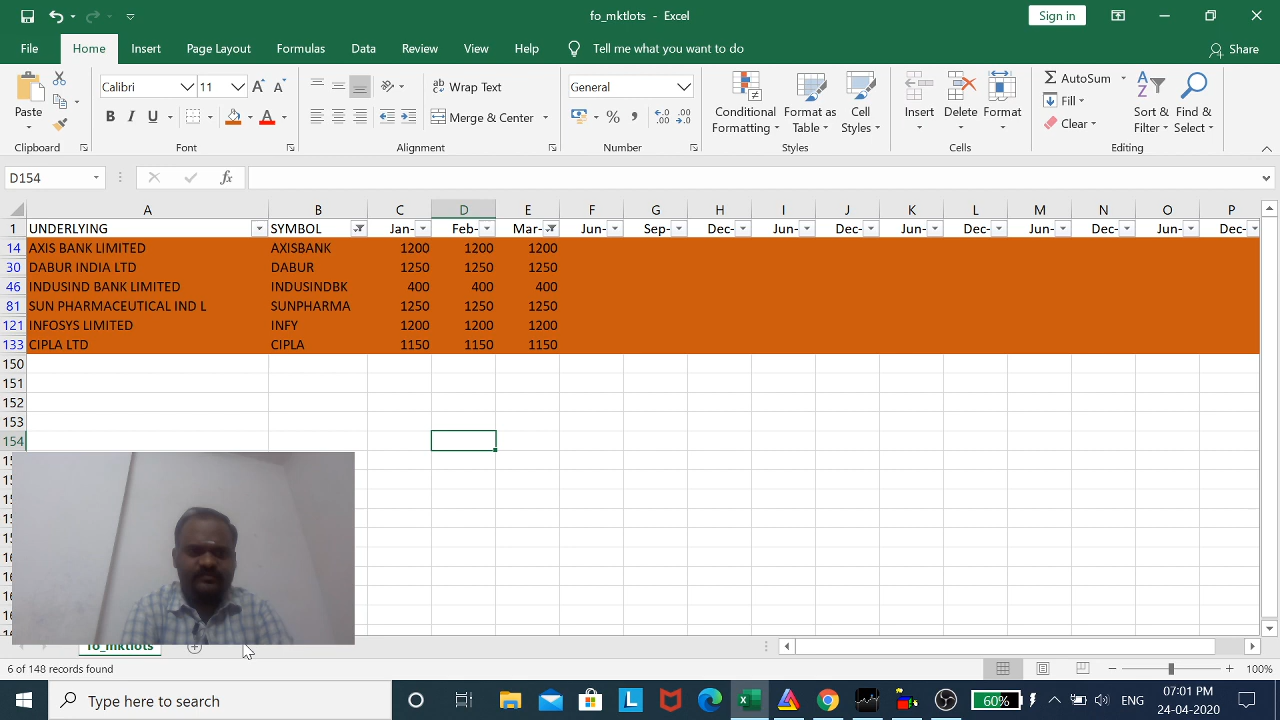 fo_mktlots - Excel
Sign in
File Home Insert Page Layout Formulas Data Review View Help Tell me what you want to do Share
Calibri 11 Wrap Text General AutoSum
Paste Merge & Center Conditional Formatting Format as Table Cell Styles Insert Delete Format Fill Clear Sort & Filter Find & Select
Clipboard Font Alignment Number Styles Cells Editing
D154 fx
A B C D E F G H I J K L M N O P
1 UNDERLYING SYMBOL Jan- Feb- Mar- Jun- Sep- Dec- Jun- Dec- Jun- Dec- Jun- Dec- Jun- Dec-
14 AXIS BANK LIMITED AXISBANK 1200 1200 1200
30 DABUR INDIA LTD DABUR 1250 1250 1250
46 INDUSIND BANK LIMITED INDUSINDBK 400 400 400
81 SUN PHARMACEUTICAL IND L SUNPHARMA 1250 1250 1250
121 INFOSYS LIMITED INFY 1200 1200 1200
133 CIPLA LTD CIPLA 1150 1150 1150
150
151
152
153
154
fo_mktlots
6 of 148 records found 100%
Type here to search 60% ENG 07:01 PM
24-04-2020